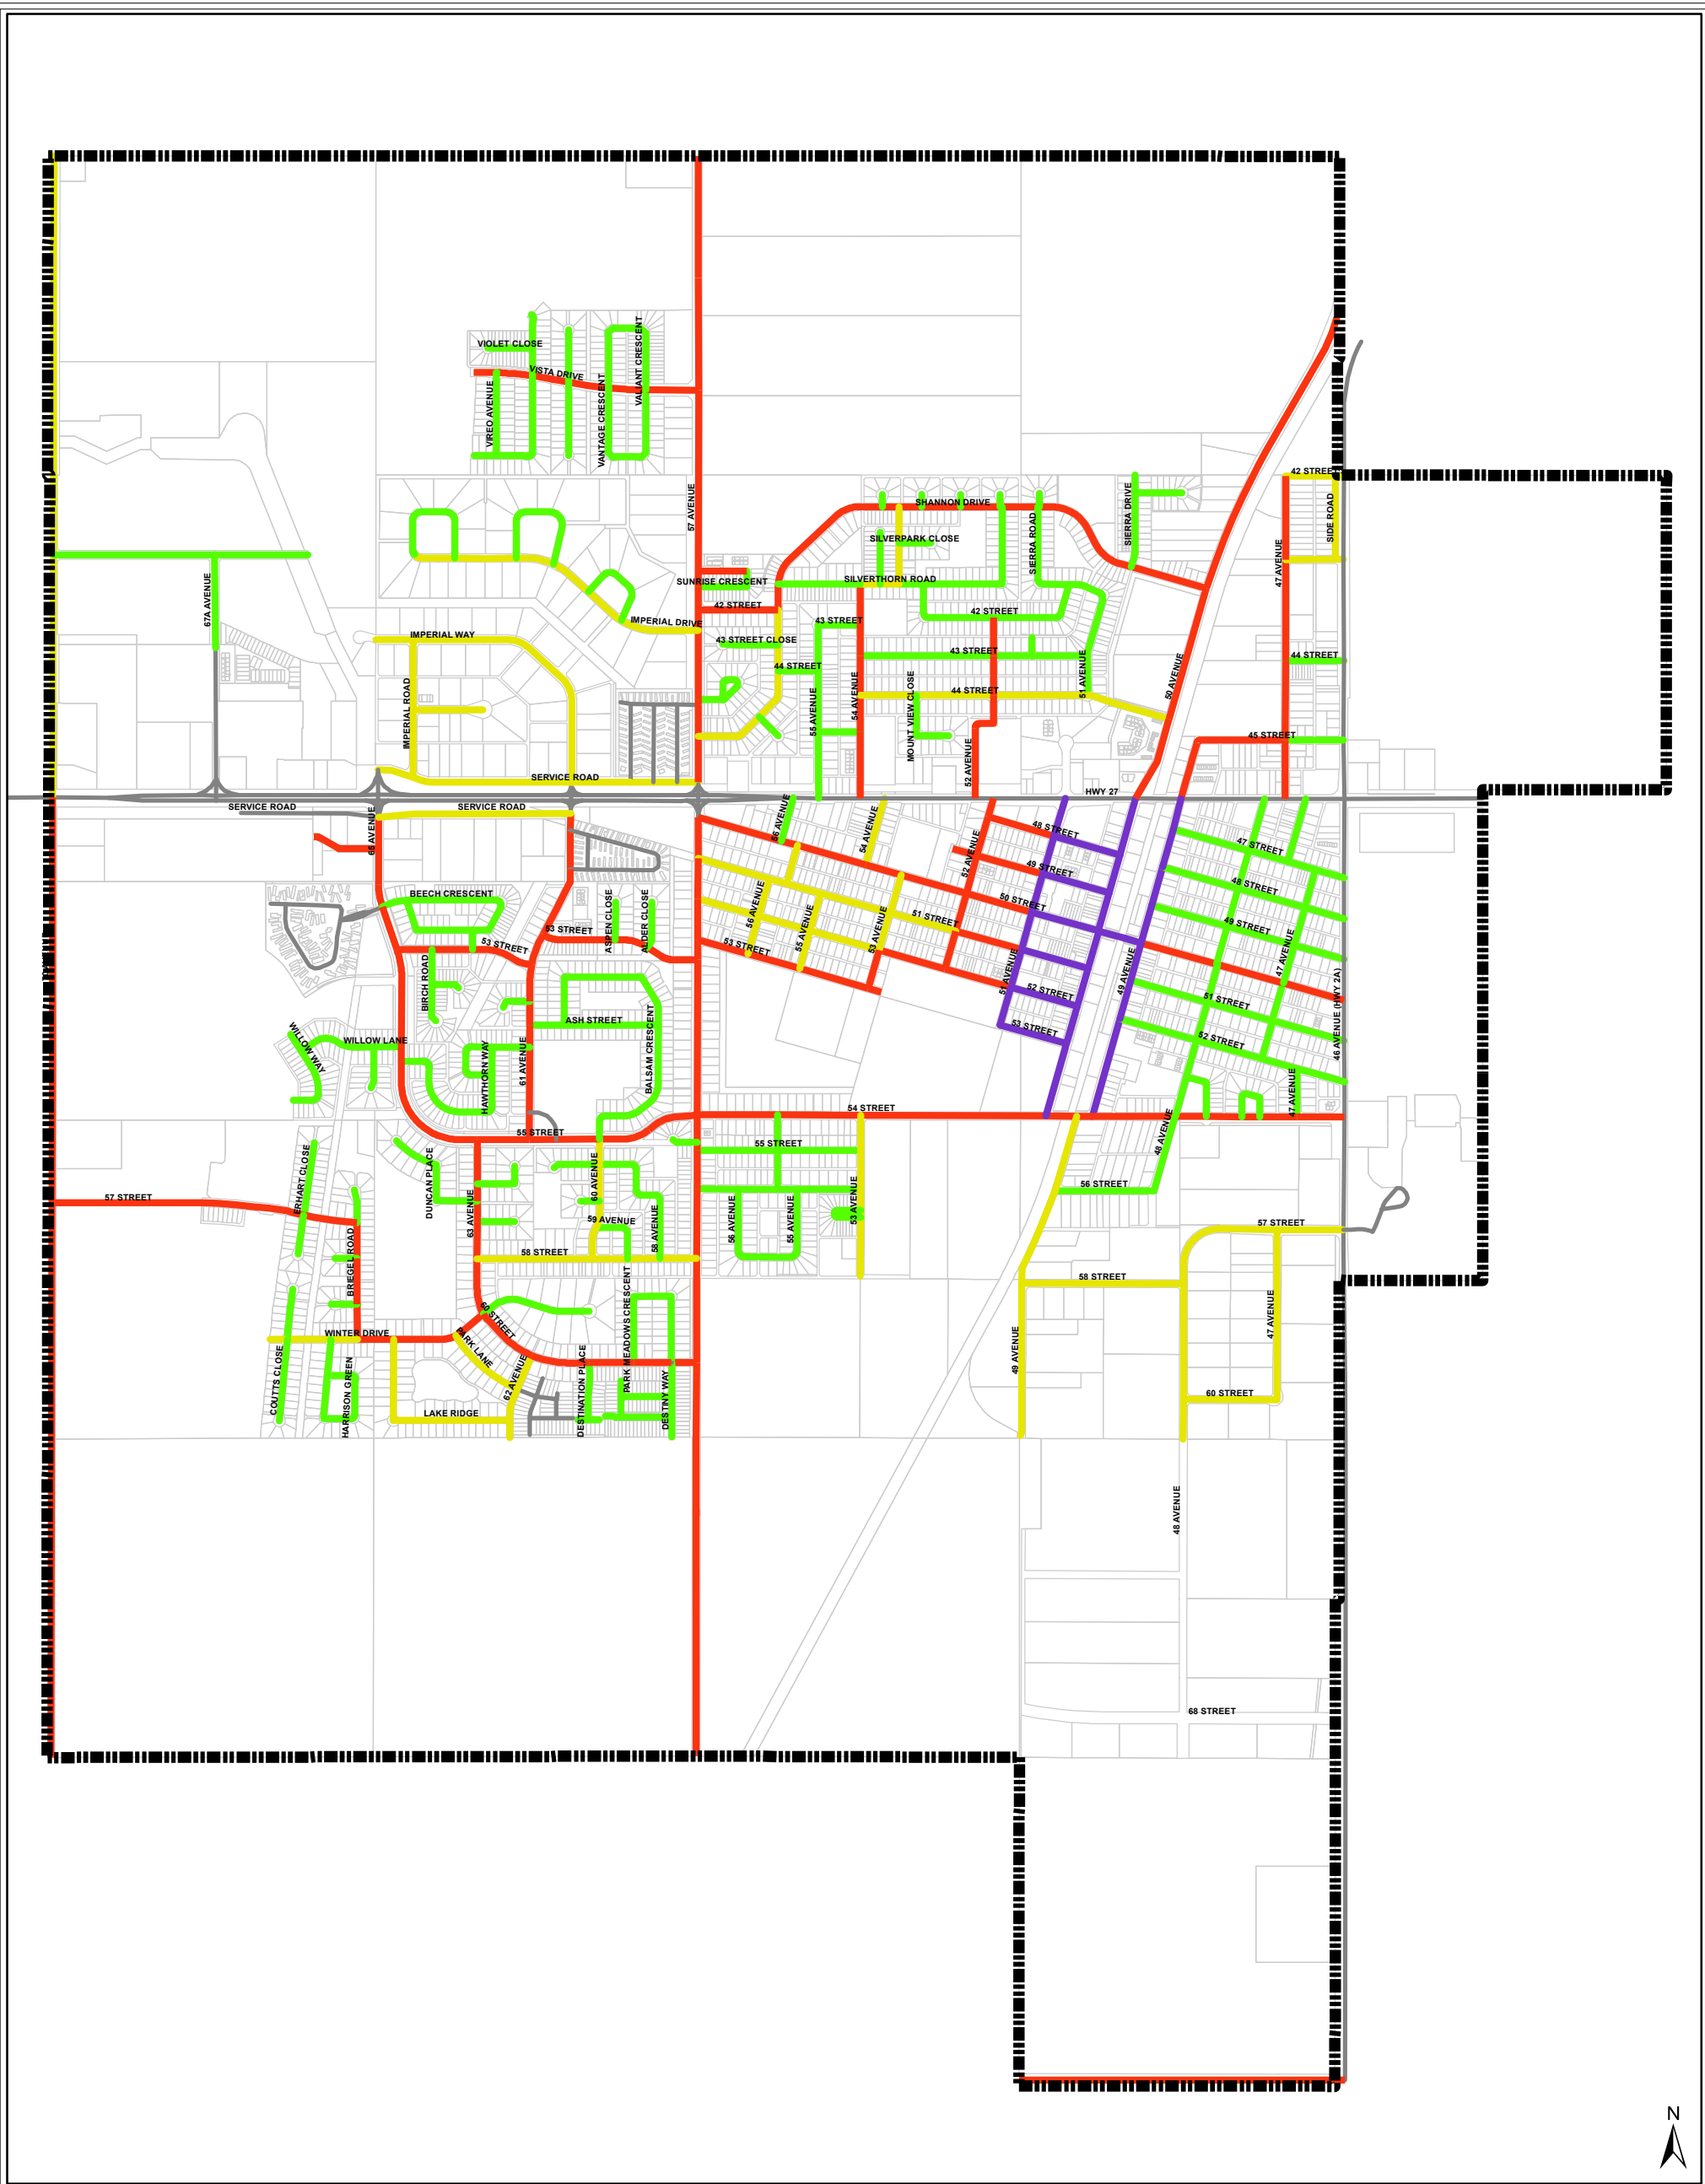 VIOLET CLOSE
VISTA DRIVE
VIREO AVENUE
VANTAGE CRESCENT
VALIANT CRESCENT
57 AVENUE
42 STREET
SIDE ROAD
47 AVENUE
SHANNON DRIVE
SIERRA DRIVE
SILVERPARK CLOSE
SIERRA ROAD
SUNRISE CRESCENT
SILVERTHORN ROAD
67A AVENUE
42 STREET
42 STREET
43 STREET
IMPERIAL DRIVE
IMPERIAL WAY
43 STREET CLOSE
43 STREET
44 STREET
44 STREET
51 AVENUE
50 AVENUE
44 STREET
IMPERIAL ROAD
55 AVENUE
54 AVENUE
MOUNT VIEW CLOSE
52 AVENUE
45 STREET
SERVICE ROAD
HWY 27
SERVICE ROAD
SERVICE ROAD
65 AVENUE
56 AVENUE
54 AVENUE
52 AVENUE
48 STREET
47 STREET
49 STREET
48 STREET
BEECH CRESCENT
50 STREET
49 STREET
56 AVENUE
55 AVENUE
53 AVENUE
51 STREET
53 STREET
53 STREET
53 STREET
ASPEN CLOSE
ALDER CLOSE
BIRCH ROAD
51 AVENUE
49 AVENUE
47 AVENUE
52 STREET
51 STREET
53 STREET
52 STREET
46 AVENUE (HWY 2A)
ASH STREET
BALSAM CRESCENT
WILLOW WAY
WILLOW LANE
HAWTHORN WAY
61 AVENUE
47 AVENUE
54 STREET
55 STREET
55 STREET
48 AVENUE
ERHART CLOSE
DUNCAN PLACE
63 AVENUE
60 AVENUE
59 AVENUE
58 AVENUE
56 AVENUE
55 AVENUE
53 AVENUE
56 STREET
57 STREET
57 STREET
BRIEGEL ROAD
58 STREET
58 STREET
47 AVENUE
49 AVENUE
60 STREET
WINTER DRIVE
PARK LANE
PARK MEADOWS CRESCENT
COUTTS CLOSE
HARRISON GREEN
62 AVENUE
DESTINATION PLACE
DESTINY WAY
LAKE RIDGE
60 STREET
48 AVENUE
68 STREET
N